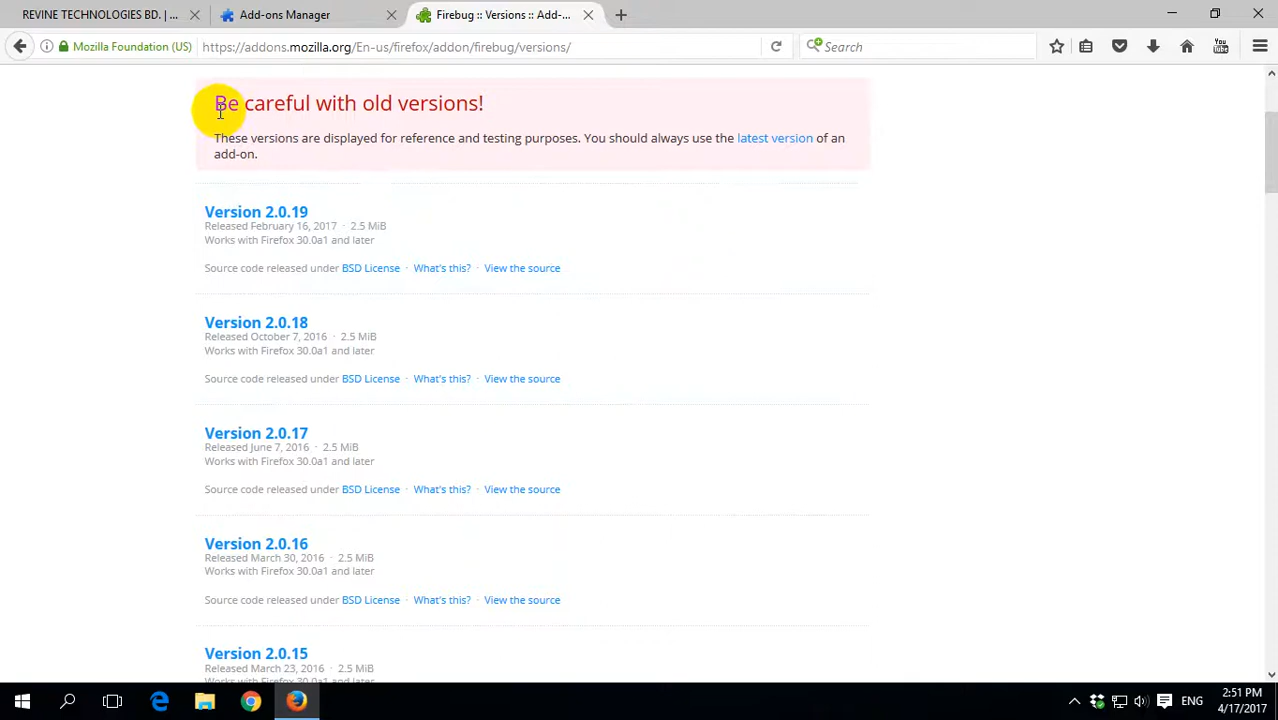 REVINE TECHNOLOGIES BD. | ...
Add-ons Manager
Firebug :: Versions :: Add-...
Mozilla Foundation (US)
https://addons.mozilla.org/En-us/firefox/addon/firebug/versions/
Search
You
Be careful with old versions!
These versions are displayed for reference and testing purposes. You should always use the latest version of an
add-on.
Version 2.0.19
Released February 16, 2017 · 2.5 MiB
Works with Firefox 30.0a1 and later
Source code released under BSD License · What's this? · View the source
Version 2.0.18
Released October 7, 2016 · 2.5 MiB
Works with Firefox 30.0a1 and later
Source code released under BSD License · What's this? · View the source
Version 2.0.17
Released June 7, 2016 · 2.5 MiB
Works with Firefox 30.0a1 and later
Source code released under BSD License · What's this? · View the source
Version 2.0.16
Released March 30, 2016 · 2.5 MiB
Works with Firefox 30.0a1 and later
Source code released under BSD License · What's this? · View the source
Version 2.0.15
Released March 23, 2016 · 2.5 MiB
ENG
2:51 PM
4/17/2017